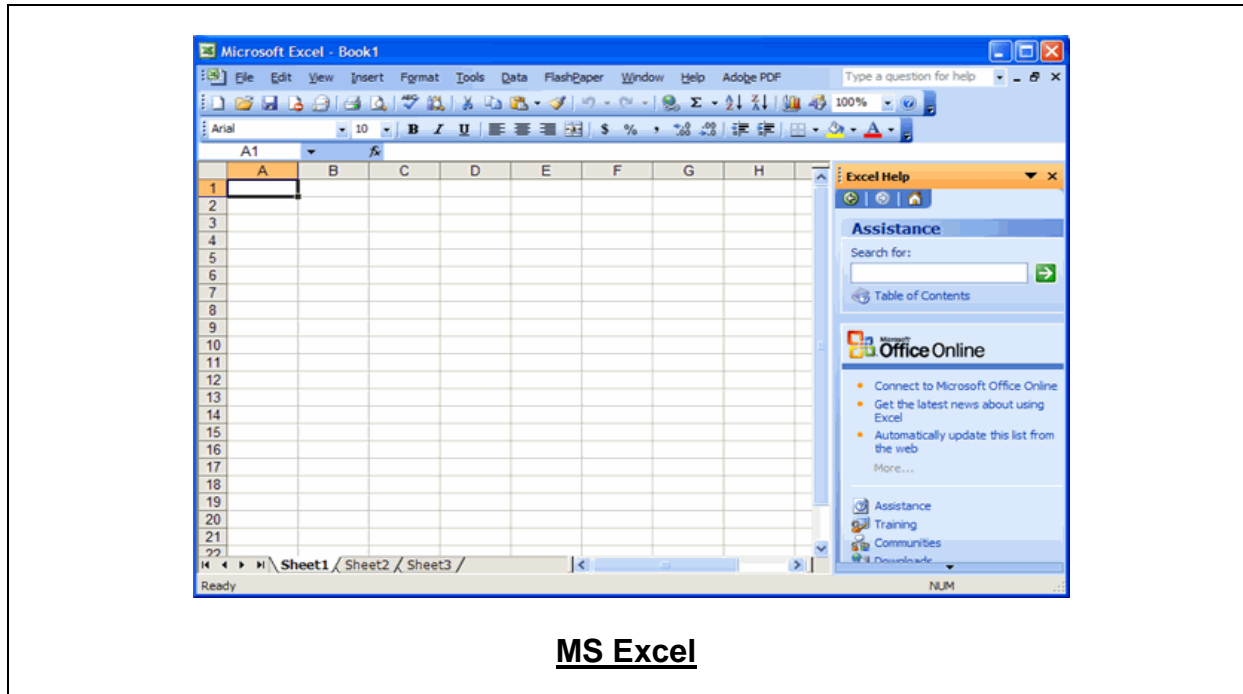 Microsoft Excel - Book1
File Edit View Insert Format Tools Data FlashPaper Window Help Adobe PDF Type a question for help
100%
Arial 10 B I U $ % ,
A1 fx
A B C D E F G H
Excel Help
1
2
3
4
5
6
7
8
9
10
11
12
13
14
15
16
17
18
19
20
21
22
Assistance
Search for:
Table of Contents
Microsoft
Office Online
Connect to Microsoft Office Online
Get the latest news about using
Excel
Automatically update this list from
the web
More...
Assistance
Training
Communities
Downloads
Sheet1 Sheet2 Sheet3
Ready NUM
MS Excel